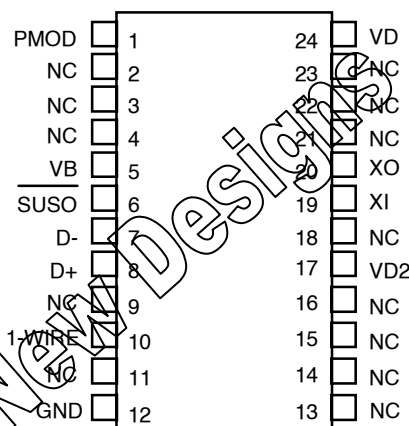 PMOD 1 24 VD
NC 2 23 NC
NC 3 22 NC
NC 4 21 NC
VB 5 20 XO
SUSO 6 19 XI
D- 7 18 NC
D+ 8 17 VD2
NC 9 16 NC
1-WIRE 10 15 NC
NC 11 14 NC
GND 12 13 NC
New Designs